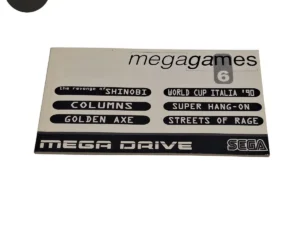 megagames
6
the revenge of SHINOBI
WORLD CUP ITALIA '90
COLUMNS
SUPER HANG-ON
GOLDEN AXE
STREETS OF RAGE
MEGA DRIVE
SEGA